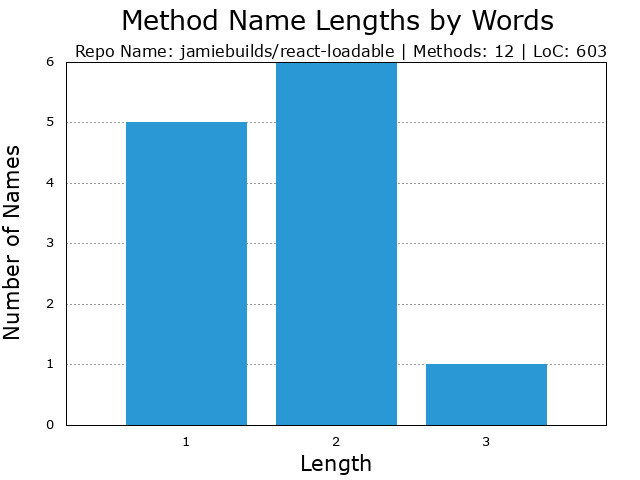 Method Name Lengths by Words
Repo Name: jamiebuilds/react-loadable | Methods: 12 | LoC: 603
Number of Names
6
5
4
3
2
1
0
1 2 3
Length